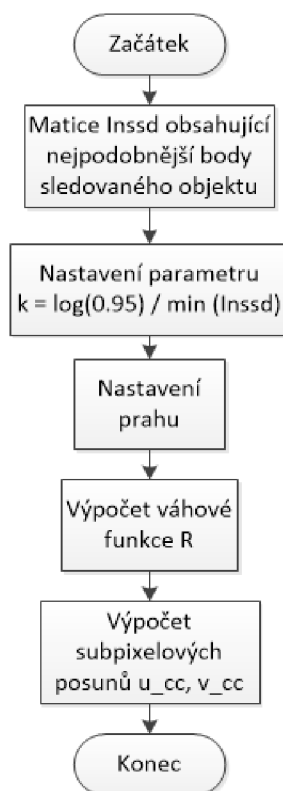 Začátek
Matice Inssd obsahující
nejpodobnější body
sledovaného objektu
Nastavení parametru
k = log(0.95) / min (Inssd)
Nastavení
prahu
Výpočet váhové
funkce R
Výpočet
subpixelových
posunů u_cc, v_cc
Konec